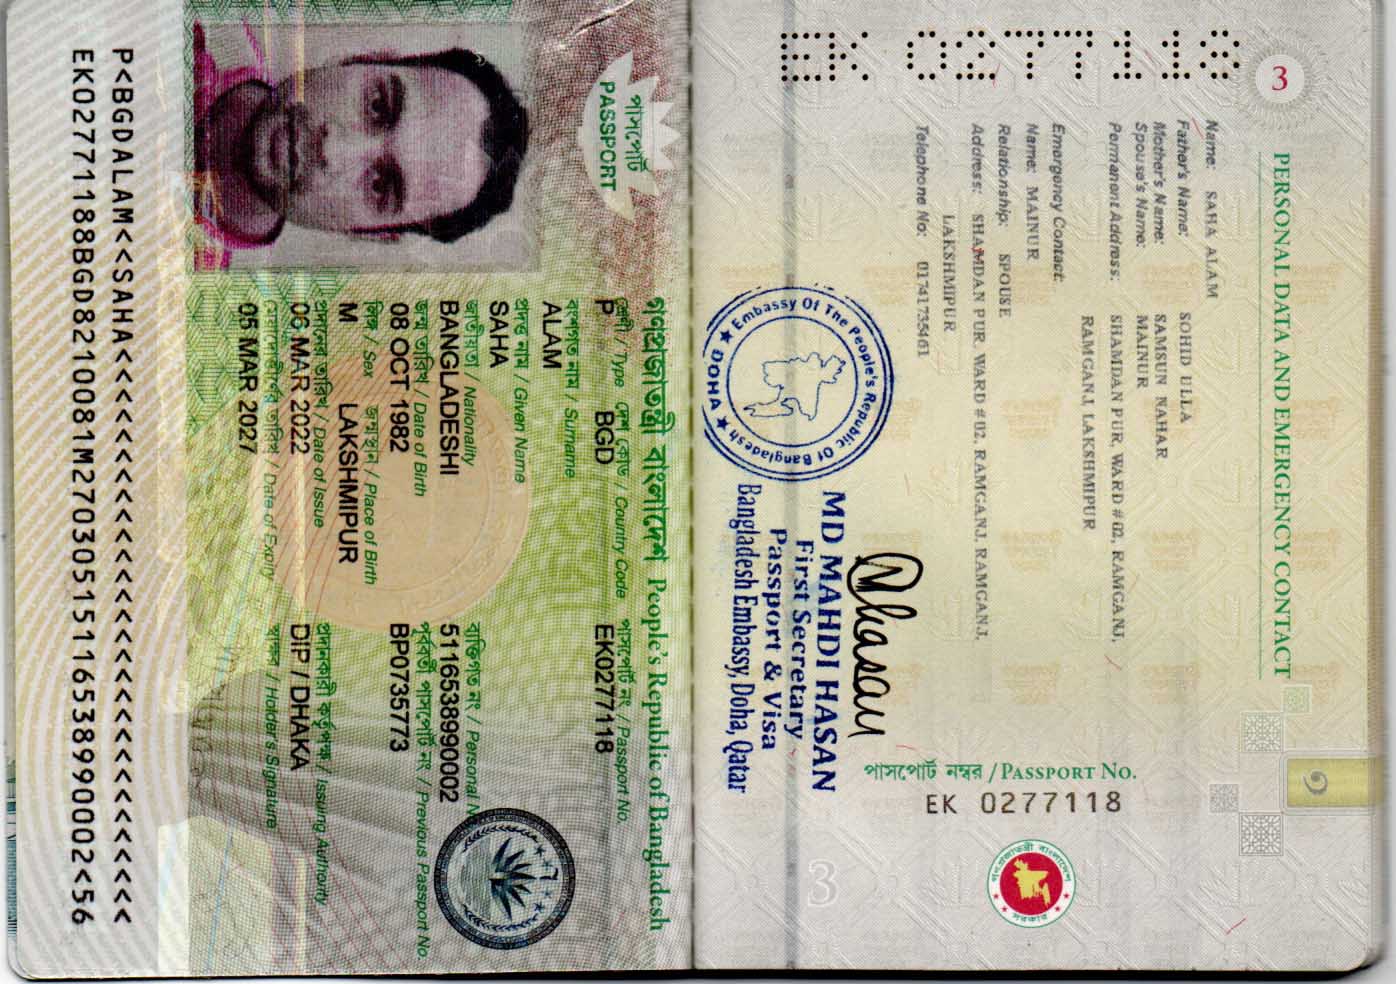 EK 0277118
3
PERSONAL DATA AND EMERGENCY CONTACT
Name: SAHA ALAM
Father's Name: SOHID ULLA
Mother's Name: SAMSUN NAHAR
Spouse's Name: MAINUR
Permanent Address: SHAMDAN PUR, WARD # 02, RAMGANJ,
RAMGANJ, LAKSHMIPUR
Emergency Contact:
Name: MAINUR
Relationship: SPOUSE
Address: SHAMDAN PUR, WARD # 02, RAMGANJ, RAMGANJ,
LAKSHMIPUR
Telephone No: 01741735461
Embassy Of The People's Republic Of Bangladesh
★ DOHA ★
MD MAHDI HASAN
First Secretary
Passport & Visa
Bangladesh Embassy, Doha, Qatar
পাসপোর্ট নম্বর / PASSPORT No.
EK 0277118
৩
3
গণপ্রজাতন্ত্রী বাংলাদেশ
সরকার
পাসপোর্ট
PASSPORT
গণপ্রজাতন্ত্রী বাংলাদেশ People's Republic of Bangladesh
শ্রেণী / Type দেশ কোড / Country Code পাসপোর্ট নং / Passport No.
P BGD EK0277118
বংশগত নাম / Surname
ALAM
প্রদত্ত নাম / Given Name
SAHA
জাতীয়তা / Nationality ব্যক্তিগত নং / Personal N
BANGLADESHI 5116538990002
জন্ম তারিখ / Date of Birth পূর্ববর্তী পাসপোর্ট নং / Previous Passport No.
08 OCT 1982 BP0735773
লিঙ্গ / Sex জন্মস্থান / Place of Birth
M LAKSHMIPUR
প্রদানের তারিখ / Date of Issue প্রদানকারী কর্তৃপক্ষ / Issuing Authority
06 MAR 2022 DIP / DHAKA
মেয়াদোত্তীর্ণের তারিখ / Date of Expiry স্বাক্ষর / Holder's Signature
05 MAR 2027
P<BGDALAM<<SAHA<<<<<<<<<<<<<<<<<<<<<<<<<<<<<
EK02771188BGD8210081M27030515116538990002<56